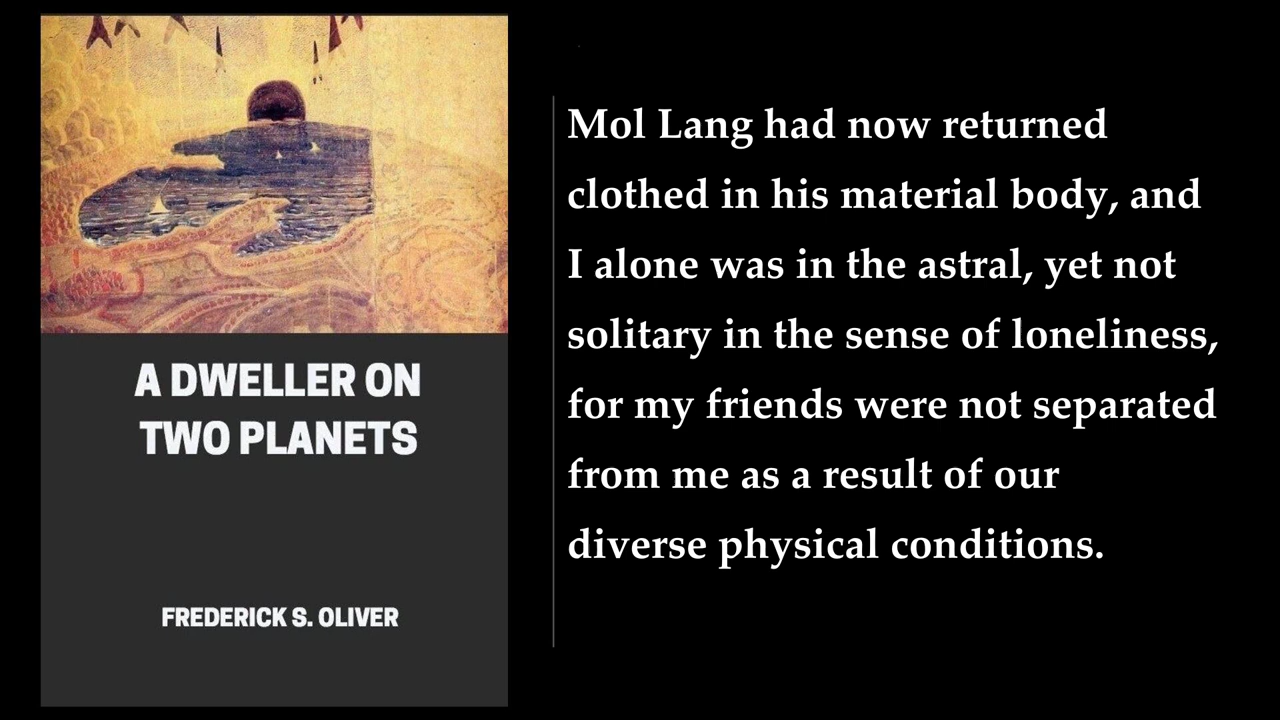 A DWELLER ON
TWO PLANETS
FREDERICK S. OLIVER
Mol Lang had now returned
clothed in his material body, and
I alone was in the astral, yet not
solitary in the sense of loneliness,
for my friends were not separated
from me as a result of our
diverse physical conditions.